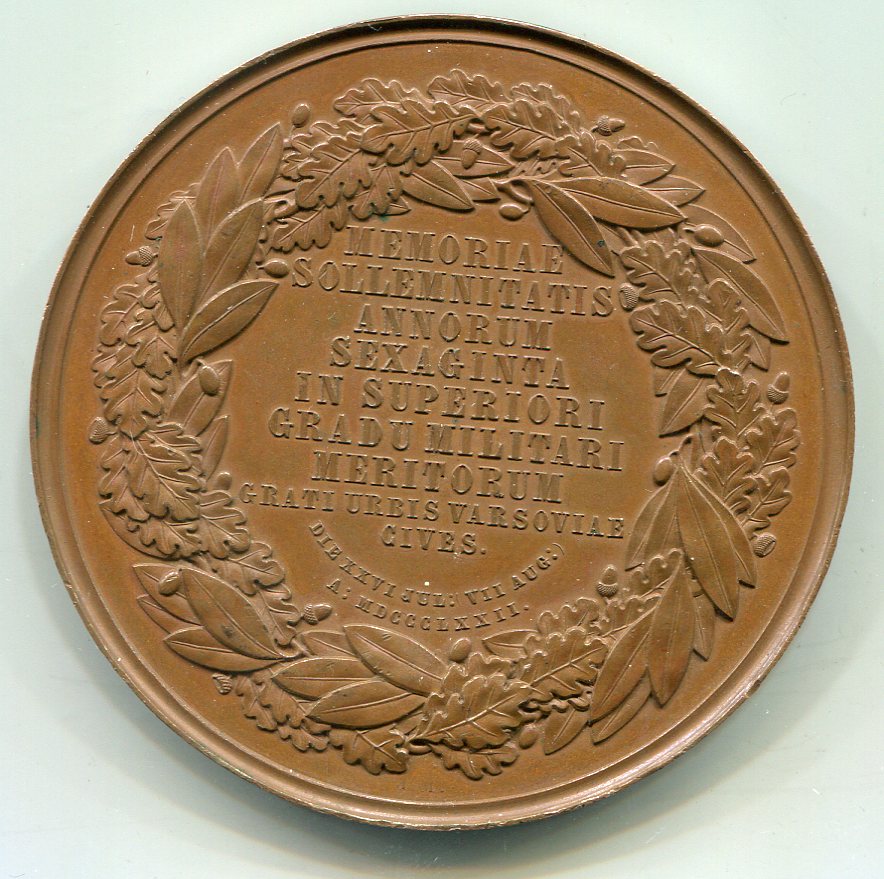 MEMORIAE
SOLLEMNITATIS
ANNORUM
SEXAGINTA
IN SUPERIORI
GRADU MILITARI
MERITORUM
GRATI URBIS VARSOVIAE
CIVES.
DIE XXVI JUL: VII AUG:)
A: MDCCCLXXII.